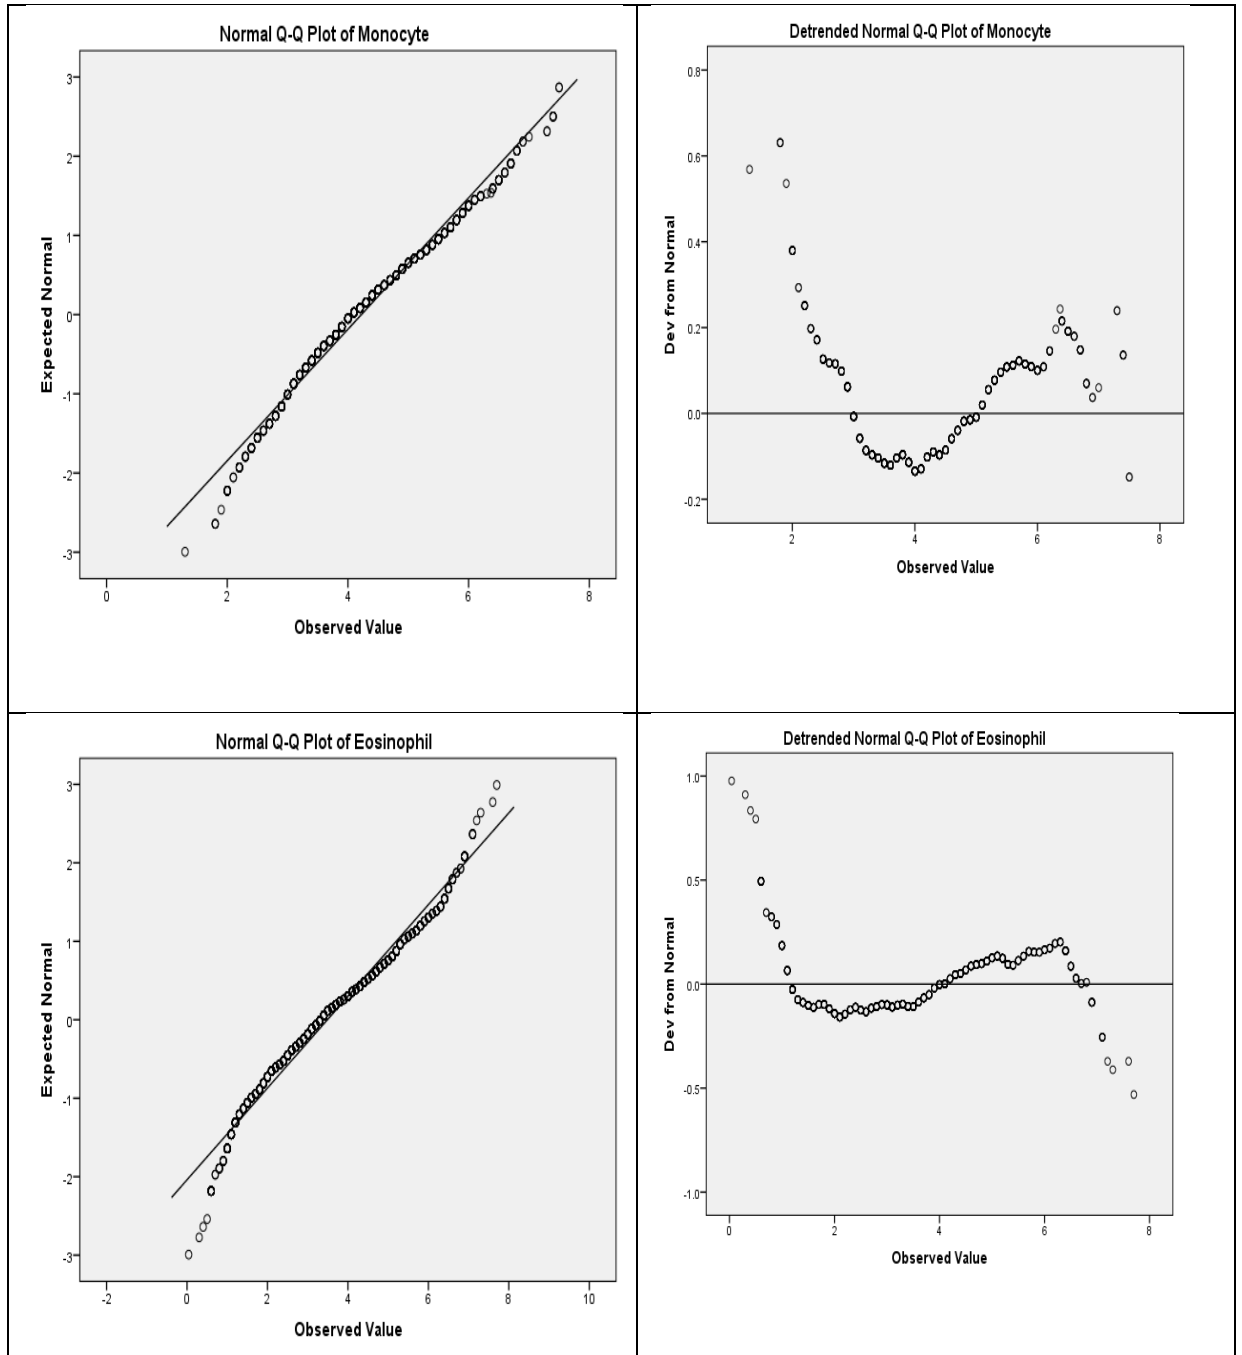 Normal Q-Q Plot of Monocyte
3
2
1
0
-1
-2
-3
Expected Normal
0 2 4 6 8
Observed Value
Detrended Normal Q-Q Plot of Monocyte
0.8
0.6
0.4
0.2
0.0
-0.2
Dev from Normal
2 4 6 8
Observed Value
Normal Q-Q Plot of Eosinophil
3
2
1
0
-1
-2
-3
Expected Normal
-2 0 2 4 6 8 10
Observed Value
Detrended Normal Q-Q Plot of Eosinophil
1.0
0.5
0.0
-0.5
-1.0
Dev from Normal
0 2 4 6 8
Observed Value